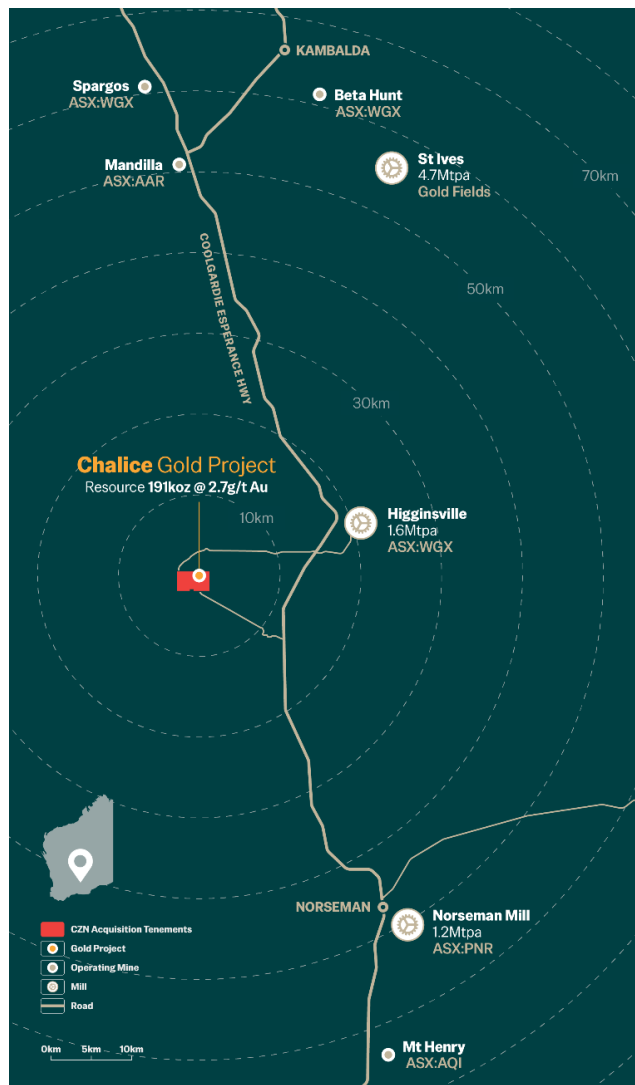 KAMBALDA
Spargos
ASX:WGX
Beta Hunt
ASX:WGX
Mandilla
ASX:AAR
St Ives
4.7Mtpa
Gold Fields
70km
COOLGARDIE ESPERANCE HWY
50km
30km
Chalice Gold Project
Resource 191koz @ 2.7g/t Au
10km
Higginsville
1.6Mtpa
ASX:WGX
NORSEMAN
Norseman Mill
1.2Mtpa
ASX:PNR
CZN Acquisition Tenements
Gold Project
Operating Mine
Mill
Road
0km 5km 10km
Mt Henry
ASX:AQI